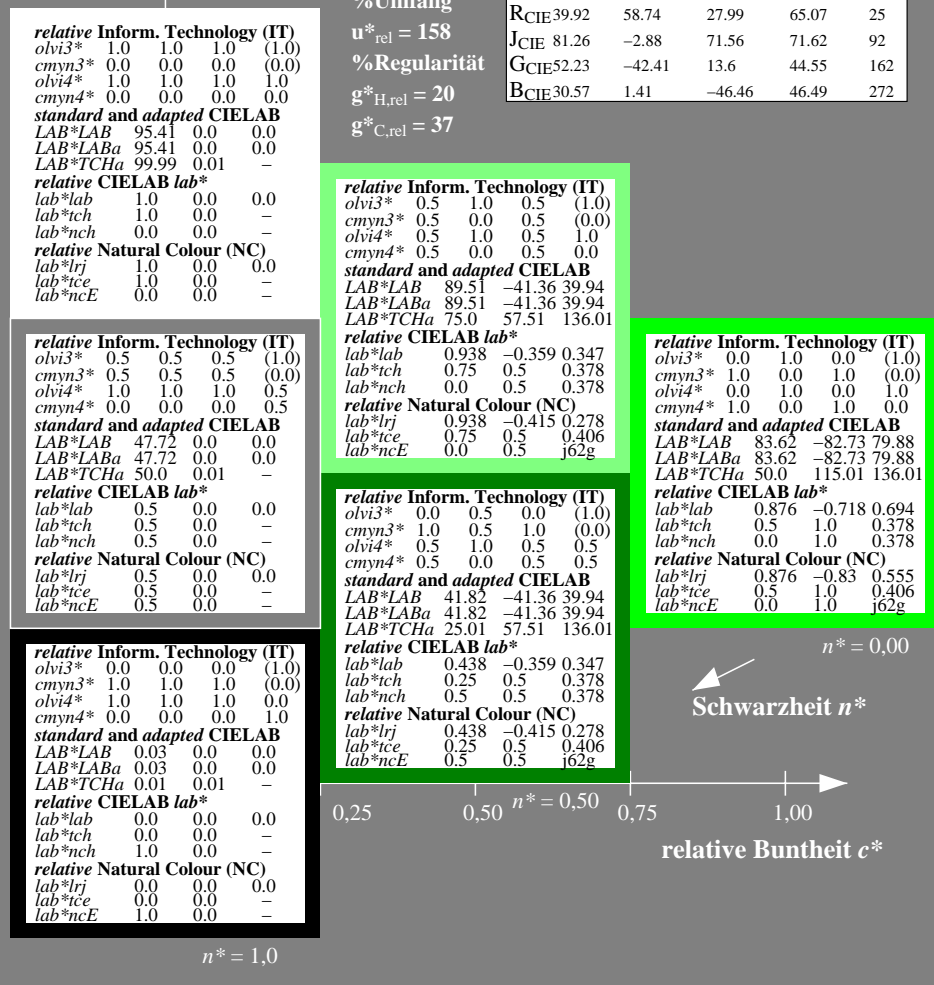 %Umfang
u*rel = 158
%Regularität
g*H,rel = 20
g*C,rel = 37
RCIE 39.92 58.74 27.99 65.07 25
JCIE 81.26 −2.88 71.56 71.62 92
GCIE 52.23 −42.41 13.6 44.55 162
BCIE 30.57 1.41 −46.46 46.49 272
relative Inform. Technology (IT)
olvi3* 1.0 1.0 1.0 (1.0)
cmyn3* 0.0 0.0 0.0 (0.0)
olvi4* 1.0 1.0 1.0 1.0
cmyn4* 0.0 0.0 0.0 0.0
standard and adapted CIELAB
LAB*LAB 95.41 0.0 0.0
LAB*LABa 95.41 0.0 0.0
LAB*TCHa 99.99 0.01 –
relative CIELAB lab*
lab*lab 1.0 0.0 0.0
lab*tch 1.0 0.0 –
lab*nch 0.0 0.0 –
relative Natural Colour (NC)
lab*lrj 1.0 0.0 0.0
lab*tce 1.0 0.0 –
lab*ncE 0.0 0.0 –
relative Inform. Technology (IT)
olvi3* 0.5 1.0 0.5 (1.0)
cmyn3* 0.5 0.0 0.5 (0.0)
olvi4* 0.5 1.0 0.5 1.0
cmyn4* 0.5 0.0 0.5 0.0
standard and adapted CIELAB
LAB*LAB 89.51 −41.36 39.94
LAB*LABa 89.51 −41.36 39.94
LAB*TCHa 75.0 57.51 136.01
relative CIELAB lab*
lab*lab 0.938 −0.359 0.347
lab*tch 0.75 0.5 0.378
lab*nch 0.0 0.5 0.378
relative Natural Colour (NC)
lab*lrj 0.938 −0.415 0.278
lab*tce 0.75 0.5 0.406
lab*ncE 0.0 0.5 j62g
relative Inform. Technology (IT)
olvi3* 0.5 0.5 0.5 (1.0)
cmyn3* 0.5 0.5 0.5 (0.0)
olvi4* 1.0 1.0 1.0 0.5
cmyn4* 0.0 0.0 0.0 0.5
standard and adapted CIELAB
LAB*LAB 47.72 0.0 0.0
LAB*LABa 47.72 0.0 0.0
LAB*TCHa 50.0 0.01 –
relative CIELAB lab*
lab*lab 0.5 0.0 0.0
lab*tch 0.5 0.0 –
lab*nch 0.5 0.0 –
relative Natural Colour (NC)
lab*lrj 0.5 0.0 0.0
lab*tce 0.5 0.0 –
lab*ncE 0.5 0.0 –
relative Inform. Technology (IT)
olvi3* 0.0 1.0 0.0 (1.0)
cmyn3* 1.0 0.0 1.0 (0.0)
olvi4* 0.0 1.0 0.0 1.0
cmyn4* 1.0 0.0 1.0 0.0
standard and adapted CIELAB
LAB*LAB 83.62 −82.73 79.88
LAB*LABa 83.62 −82.73 79.88
LAB*TCHa 50.0 115.01 136.01
relative CIELAB lab*
lab*lab 0.876 −0.718 0.694
lab*tch 0.5 1.0 0.378
lab*nch 0.0 1.0 0.378
relative Natural Colour (NC)
lab*lrj 0.876 −0.83 0.555
lab*tce 0.5 1.0 0.406
lab*ncE 0.0 1.0 j62g
relative Inform. Technology (IT)
olvi3* 0.0 0.5 0.0 (1.0)
cmyn3* 1.0 0.5 1.0 (0.0)
olvi4* 0.5 1.0 0.5 0.5
cmyn4* 0.5 0.0 0.5 0.5
standard and adapted CIELAB
LAB*LAB 41.82 −41.36 39.94
LAB*LABa 41.82 −41.36 39.94
LAB*TCHa 25.01 57.51 136.01
relative CIELAB lab*
lab*lab 0.438 −0.359 0.347
lab*tch 0.25 0.5 0.378
lab*nch 0.5 0.5 0.378
relative Natural Colour (NC)
lab*lrj 0.438 −0.415 0.278
lab*tce 0.25 0.5 0.406
lab*ncE 0.5 0.5 j62g
relative Inform. Technology (IT)
olvi3* 0.0 0.0 0.0 (1.0)
cmyn3* 1.0 1.0 1.0 (0.0)
olvi4* 1.0 1.0 1.0 0.0
cmyn4* 0.0 0.0 0.0 1.0
standard and adapted CIELAB
LAB*LAB 0.03 0.0 0.0
LAB*LABa 0.03 0.0 0.0
LAB*TCHa 0.01 0.01 –
relative CIELAB lab*
lab*lab 0.0 0.0 0.0
lab*tch 0.0 0.0 –
lab*nch 1.0 0.0 –
relative Natural Colour (NC)
lab*lrj 0.0 0.0 0.0
lab*tce 0.0 0.0 –
lab*ncE 1.0 0.0 –
n* = 0,00
Schwarzheit n*
n* = 0,50
0,25 0,50 0,75 1,00
relative Buntheit c*
n* = 1,0